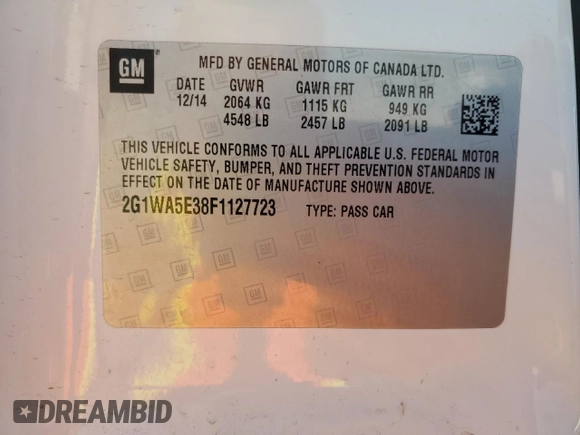 GM
MFD BY GENERAL MOTORS OF CANADA LTD.
DATE GVWR GAWR FRT GAWR RR
12/14 2064 KG 1115 KG 949 KG
4548 LB 2457 LB 2091 LB
THIS VEHICLE CONFORMS TO ALL APPLICABLE U.S. FEDERAL MOTOR
VEHICLE SAFETY, BUMPER, AND THEFT PREVENTION STANDARDS IN
EFFECT ON THE DATE OF MANUFACTURE SHOWN ABOVE.
2G1WA5E38F1127723 TYPE: PASS CAR
DREAMBID